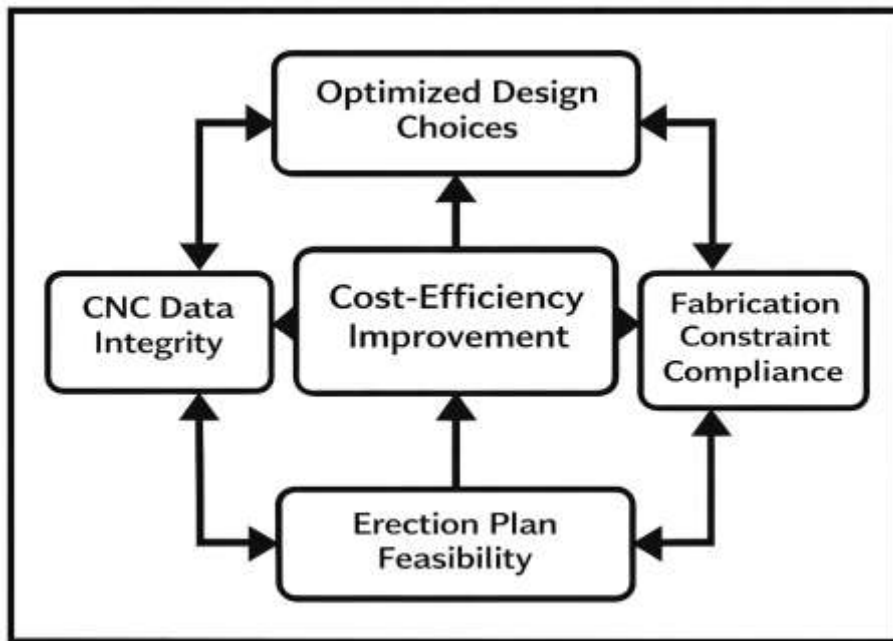 Optimized Design
Choices
CNC Data
Integrity
Cost-Efficiency
Improvement
Fabrication
Constraint
Compliance
Erection Plan
Feasibility